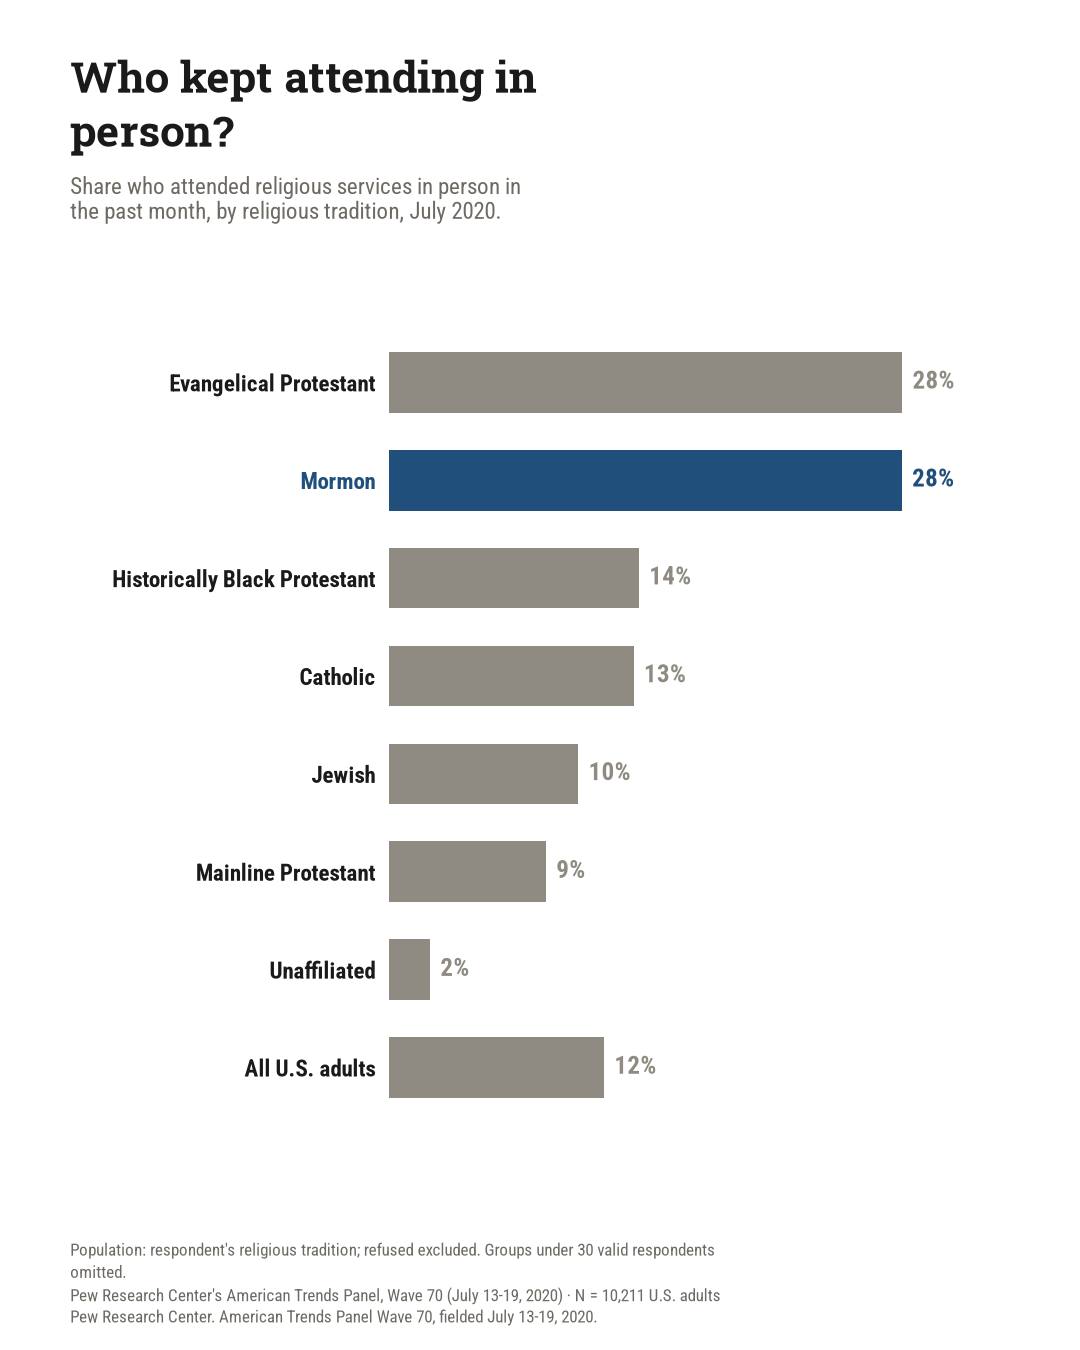 Who kept attending in
person?
Share who attended religious services in person in
the past month, by religious tradition, July 2020.
Evangelical Protestant 28%
Mormon 28%
Historically Black Protestant 14%
Catholic 13%
Jewish 10%
Mainline Protestant 9%
Unaffiliated 2%
All U.S. adults 12%
Population: respondent's religious tradition; refused excluded. Groups under 30 valid respondents
omitted.
Pew Research Center's American Trends Panel, Wave 70 (July 13-19, 2020) · N = 10,211 U.S. adults
Pew Research Center. American Trends Panel Wave 70, fielded July 13-19, 2020.